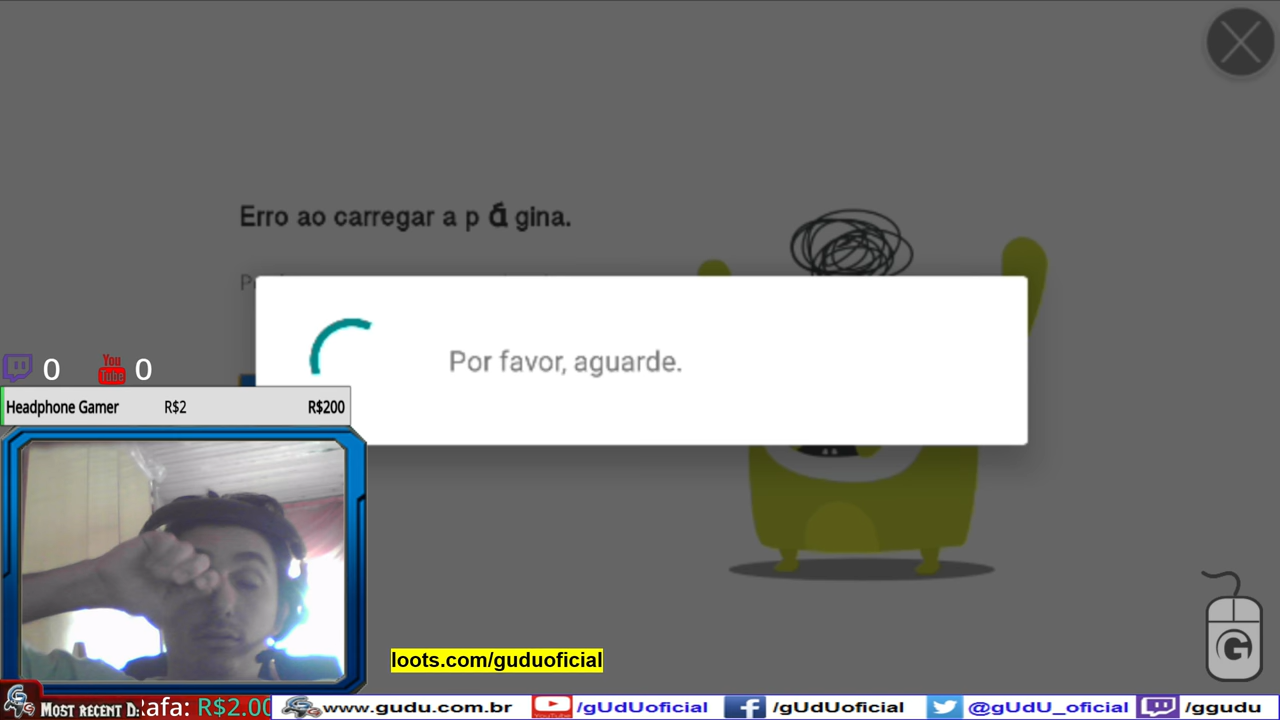 Erro ao carregar a p á gina.
Por favor, aguarde.
0
You
Tube
0
Headphone Gamer R$2 R$200
loots.com/guduoficial
MOST RECENT D: afa: R$2.00
www.gudu.com.br
YouTube
/gUdUoficial
/gUdUoficial
@gUdU_oficial
/ggudu